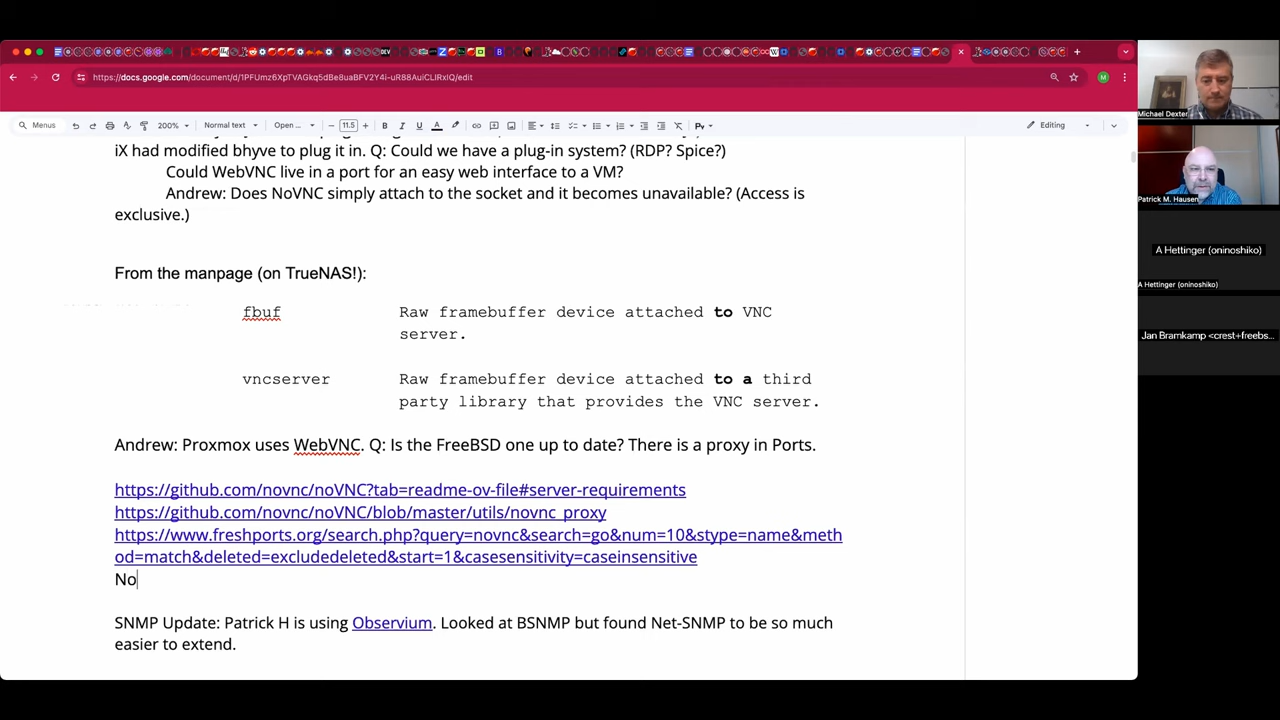 https://docs.google.com/document/d/1PFUmz6XpTVAGkq5dBe8uaBFV2Y4i-uR88AuiCLlRxlQ/edit
Menus
200%
Normal text
Open ...
11.5
Editing
iX had modified bhyve to plug it in. Q: Could we have a plug-in system? (RDP? Spice?)
Could WebVNC live in a port for an easy web interface to a VM?
Andrew: Does NoVNC simply attach to the socket and it becomes unavailable? (Access is
exclusive.)
From the manpage (on TrueNAS!):
fbuf Raw framebuffer device attached to VNC
server.
vncserver Raw framebuffer device attached to a third
party library that provides the VNC server.
Andrew: Proxmox uses WebVNC. Q: Is the FreeBSD one up to date? There is a proxy in Ports.
https://github.com/novnc/noVNC?tab=readme-ov-file#server-requirements
https://github.com/novnc/noVNC/blob/master/utils/novnc_proxy
https://www.freshports.org/search.php?query=novnc&search=go&num=10&stype=name&meth
od=match&deleted=excludedeleted&start=1&casesensitivity=caseinsensitive
No
SNMP Update: Patrick H is using Observium. Looked at BSNMP but found Net-SNMP to be so much
easier to extend.
Michael Dexter
Patrick M. Hausen
A Hettinger (oninoshiko)
A Hettinger (oninoshiko)
Jan Bramkamp <crest+freebs...